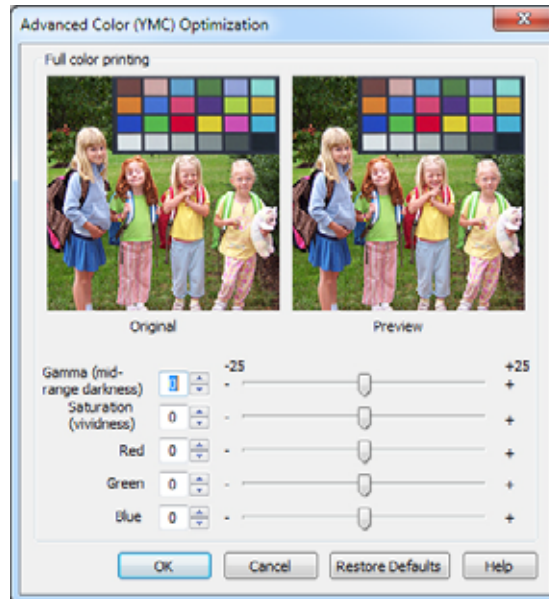 Advanced Color (YMC) Optimization
Full color printing
Original
Preview
-25
+25
Gamma (mid-
range darkness)
0
-
+
Saturation
(vividness)
0
-
+
Red
0
-
+
Green
0
-
+
Blue
0
-
+
OK
Cancel
Restore Defaults
Help